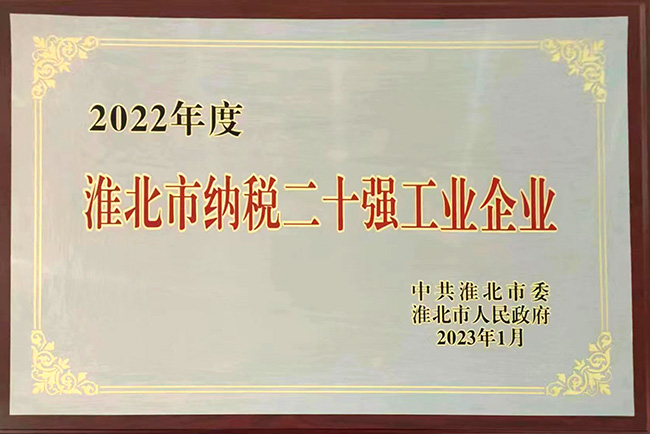 2022年度
淮北市纳税二十强工业企业
中共淮北市委
淮北市人民政府
2023年1月